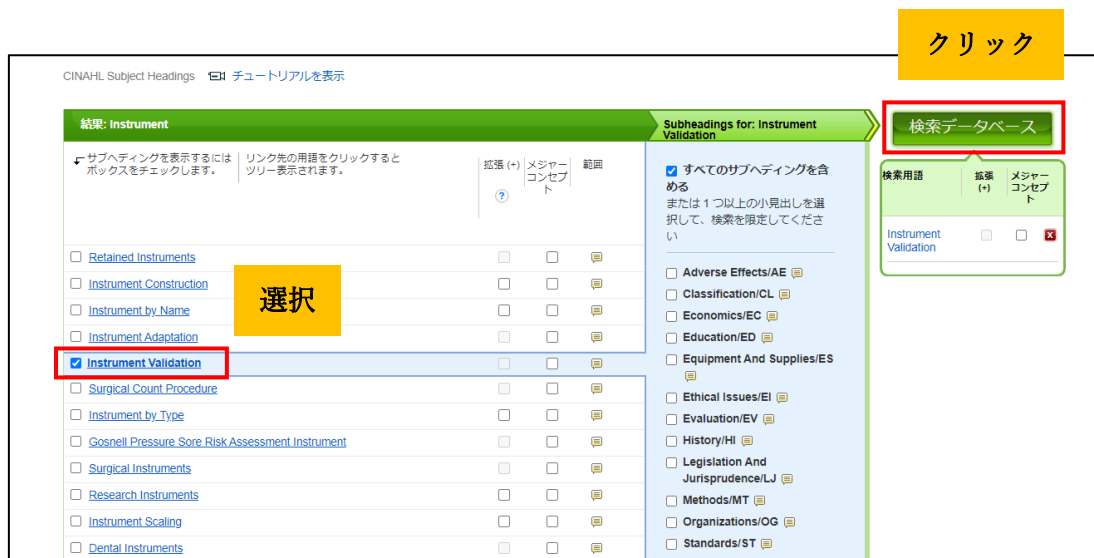 クリック
CINAHL Subject Headings チュートリアルを表示
結果: Instrument
サブヘディングを表示するには
ボックスをチェックします。
リンク先の用語をクリックすると
ツリー表示されます。
拡張 (+)
?
メジャー
コンセプ
ト
範囲
Retained Instruments
Instrument Construction
Instrument by Name
Instrument Adaptation
Instrument Validation
Surgical Count Procedure
Instrument by Type
Gosnell Pressure Sore Risk Assessment Instrument
Surgical Instruments
Research Instruments
Instrument Scaling
Dental Instruments
選択
Subheadings for: Instrument
Validation
すべてのサブヘディングを含
める
または 1 つ以上の小見出しを選
択して、検索を限定してくださ
い
Adverse Effects/AE
Classification/CL
Economics/EC
Education/ED
Equipment And Supplies/ES
Ethical Issues/EI
Evaluation/EV
History/HI
Legislation And
Jurisprudence/LJ
Methods/MT
Organizations/OG
Standards/ST
検索データベース
検索用語
拡張
(+)
メジャー
コンセプ
ト
Instrument
Validation
x